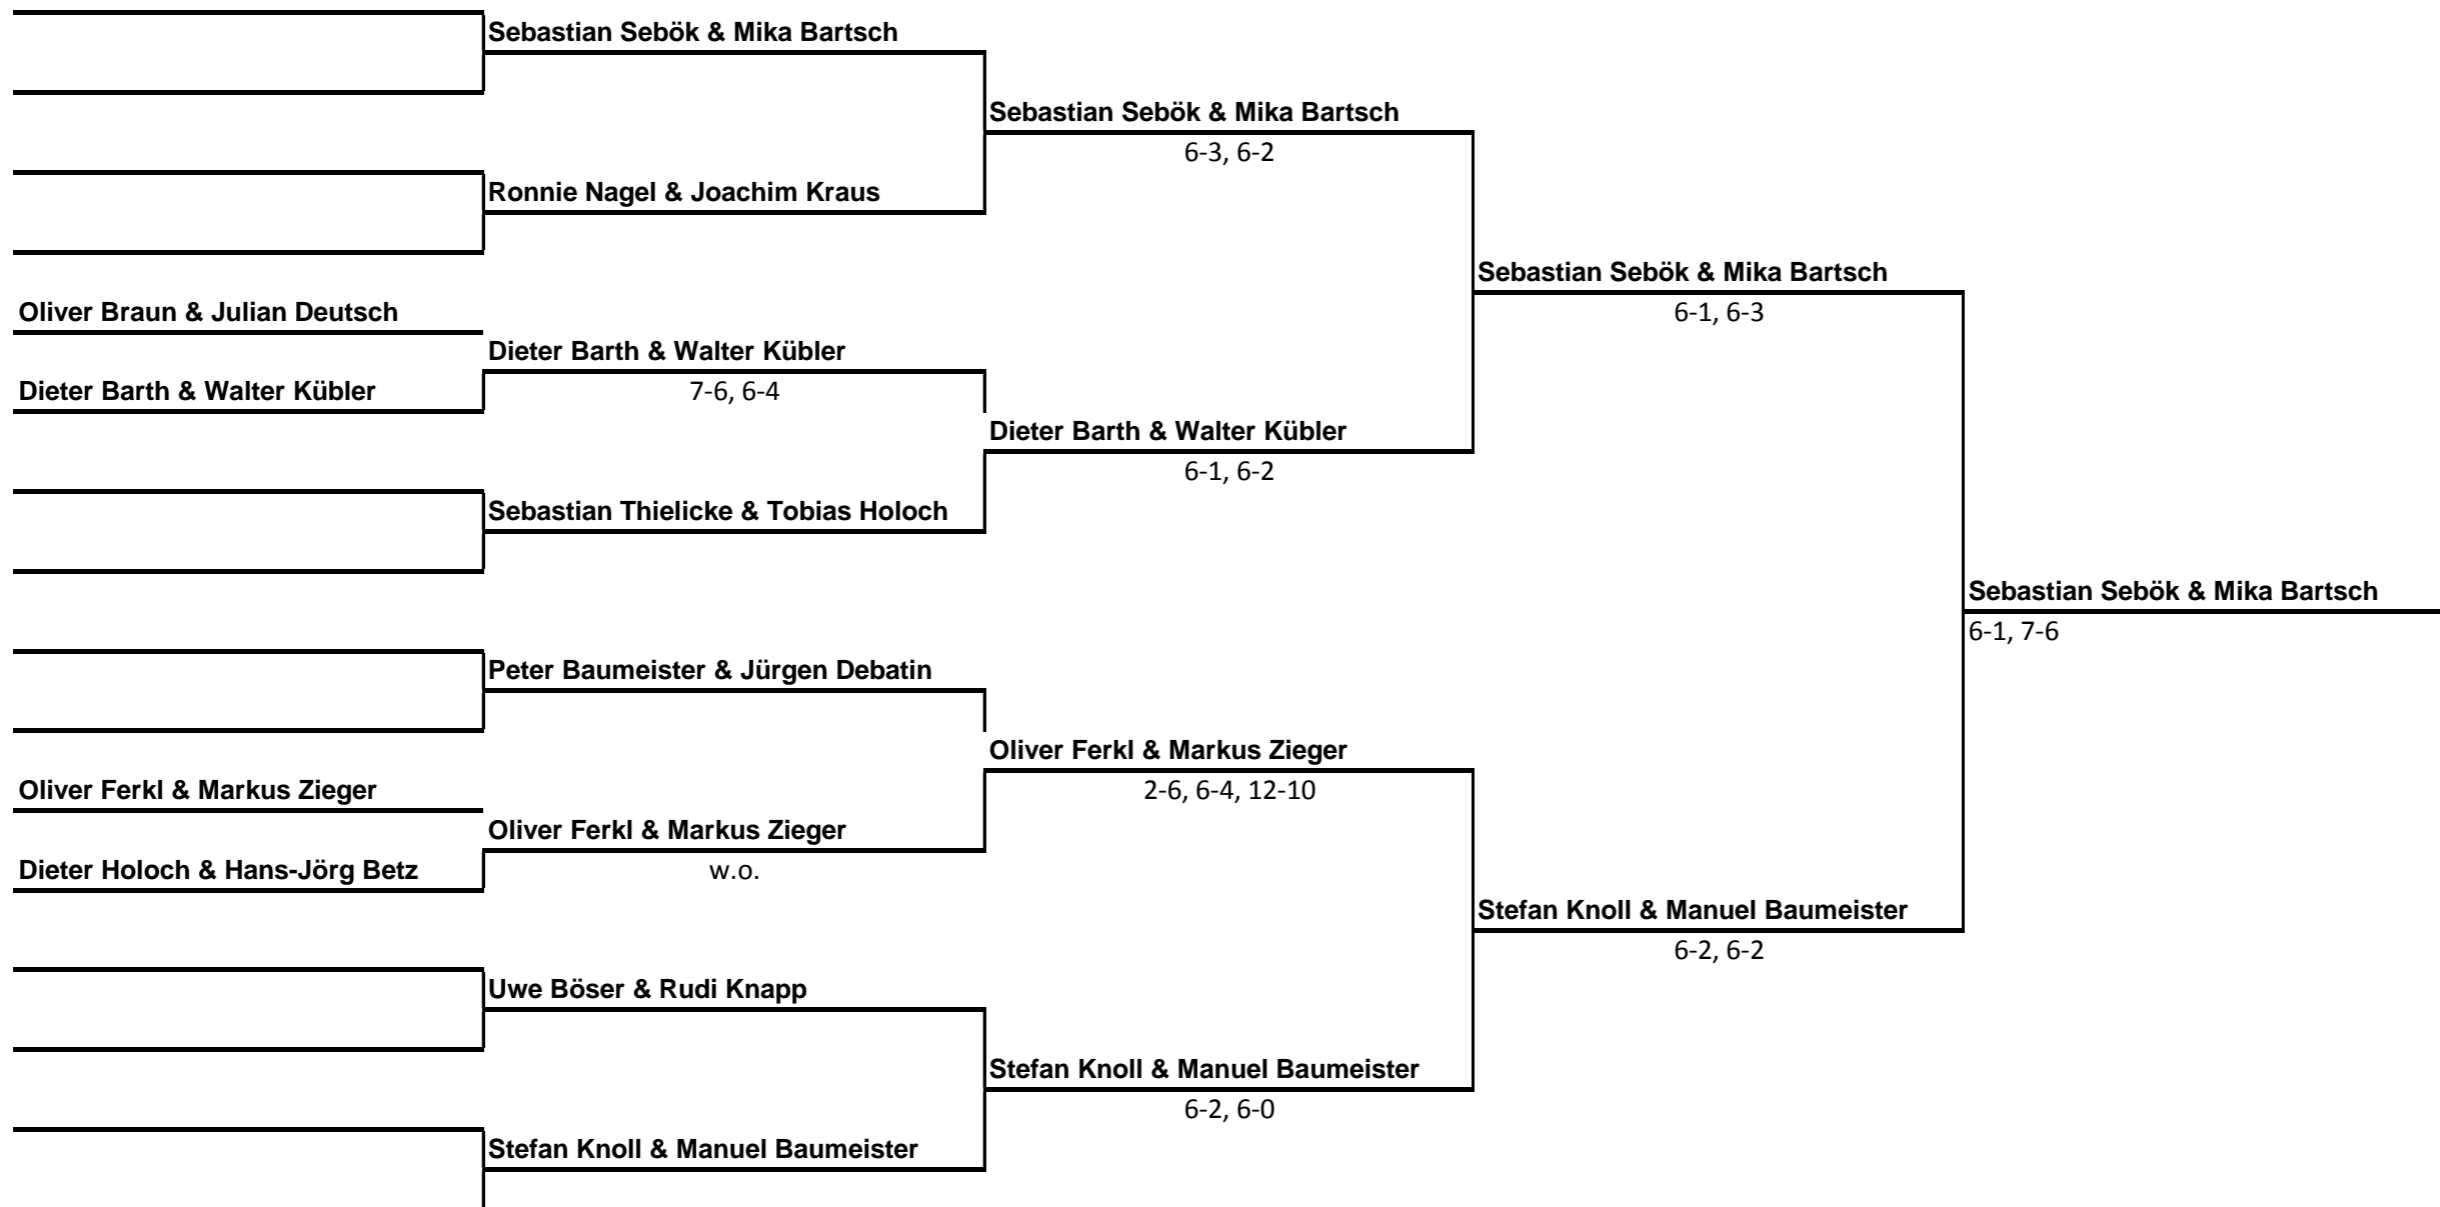 Sebastian Sebök & Mika Bartsch
Sebastian Sebök & Mika Bartsch
6-3, 6-2
Ronnie Nagel & Joachim Kraus
Sebastian Sebök & Mika Bartsch
6-1, 6-3
Oliver Braun & Julian Deutsch
Dieter Barth & Walter Kübler
Dieter Barth & Walter Kübler
7-6, 6-4
Dieter Barth & Walter Kübler
6-1, 6-2
Sebastian Thielicke & Tobias Holoch
Sebastian Sebök & Mika Bartsch
6-1, 7-6
Peter Baumeister & Jürgen Debatin
Oliver Ferkl & Markus Zieger
2-6, 6-4, 12-10
Oliver Ferkl & Markus Zieger
Oliver Ferkl & Markus Zieger
Dieter Holoch & Hans-Jörg Betz
w.o.
Stefan Knoll & Manuel Baumeister
6-2, 6-2
Uwe Böser & Rudi Knapp
Stefan Knoll & Manuel Baumeister
6-2, 6-0
Stefan Knoll & Manuel Baumeister